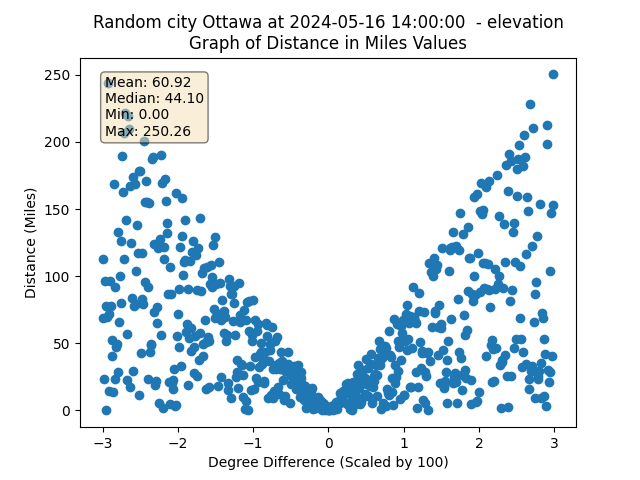 Random city Ottawa at 2024-05-16 14:00:00  - elevation
Graph of Distance in Miles Values
Mean: 60.92
Median: 44.10
Min: 0.00
Max: 250.26
Distance (Miles)
250
200
150
100
50
0
−3
−2
−1
0
1
2
3
Degree Difference (Scaled by 100)